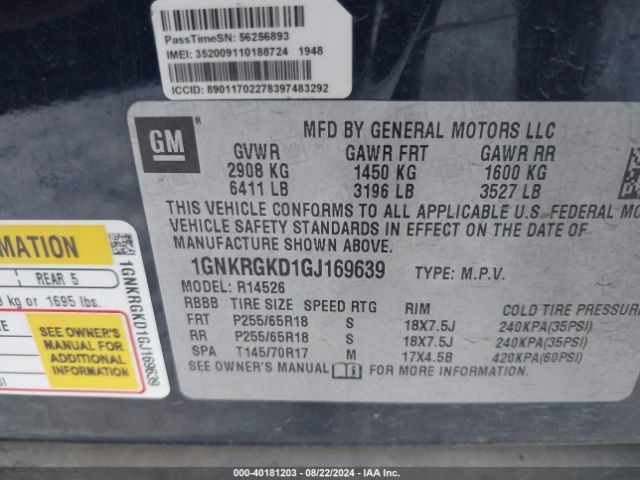 PassTimeSN: 56256893
IMEI: 352009110188724 1948
ICCID: 89011702278397483292
GM
MFD BY GENERAL MOTORS LLC
GVWR GAWR FRT GAWR RR
2908 KG 1450 KG 1600 KG
6411 LB 3196 LB 3527 LB
THIS VEHICLE CONFORMS TO ALL APPLICABLE U.S. FEDERAL MO
VEHICLE SAFETY STANDARDS IN EFFECT ON THE DATE OF
MANUFACTURE SHOWN ABOVE.
1GNKRGKD1GJ169639 TYPE: M.P.V.
MODEL: R14526
RBBB TIRE SIZE SPEED RTG RIM COLD TIRE PRESSURE
FRT P255/65R18 S 18X7.5J 240KPA(35PSI)
RR P255/65R18 S 18X7.5J 240KPA(35PSI)
SPA T145/70R17 M 17X4.5B 420KPA(60PSI)
SEE OWNER'S MANUAL FOR MORE INFORMATION.
RMATION
REAR 5
kg or 1695 lbs.
SEE OWNER'S
MANUAL FOR
ADDITIONAL
INFORMATION
1GNKRGKD1GJ169639
000-40181203 - 08/22/2024 - IAA Inc.